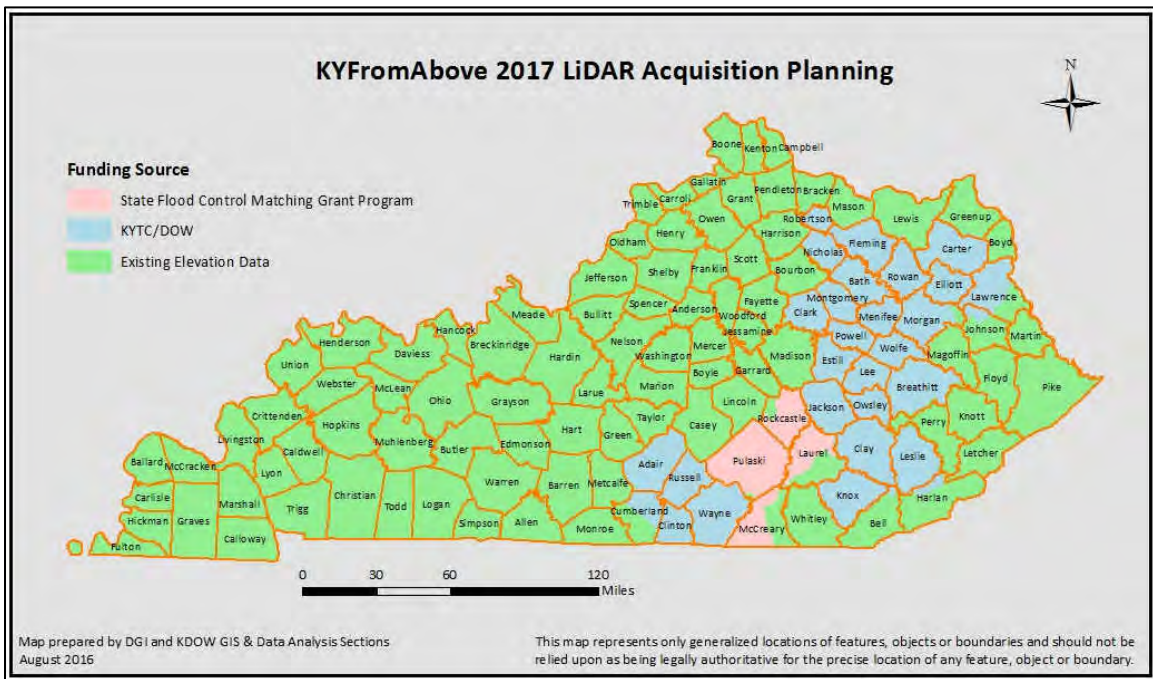 KYFromAbove 2017 LiDAR Acquisition Planning
N
Funding Source
State Flood Control Matching Grant Program
KYTC/DOW
Existing Elevation Data
Boone
Kenton
Campbell
Gallatin
Carroll
Trimble
Grant
Pendleton
Bracken
Mason
Owen
Robertson
Lewis
Greenup
Oldham
Henry
Harrison
Fleming
Nicholas
Carter
Boyd
Jefferson
Shelby
Franklin
Scott
Bourbon
Rowan
Bath
Elliott
Lawrence
Spencer
Anderson
Woodford
Fayette
Montgomery
Clark
Menifee
Morgan
Bullitt
Meade
Hancock
Breckinridge
Henderson
Daviess
Union
Nelson
Washington
Mercer
Jessamine
Powell
Johnson
Martin
Hardin
Boyle
Garrard
Madison
Estill
Wolfe
Lee
Magoffin
Webster
McLean
Ohio
Grayson
Larue
Marion
Lincoln
Breathitt
Floyd
Pike
Crittenden
Hopkins
Hart
Green
Taylor
Casey
Rockcastle
Jackson
Owsley
Perry
Knott
Livingston
Caldwell
Muhlenberg
Butler
Edmonson
Adair
Pulaski
Laurel
Clay
Leslie
Letcher
Ballard
McCracken
Lyon
Warren
Barren
Metcalfe
Russell
Knox
Harlan
Carlisle
Marshall
Trigg
Christian
Todd
Logan
Simpson
Allen
Monroe
Cumberland
Clinton
Wayne
McCreary
Whitley
Bell
Hickman
Graves
Calloway
Fulton
0 30 60 120
Miles
Map prepared by DGI and KDOW GIS & Data Analysis Sections
August 2016
This map represents only generalized locations of features, objects or boundaries and should not be
relied upon as being legally authoritative for the precise location of any feature, object or boundary.